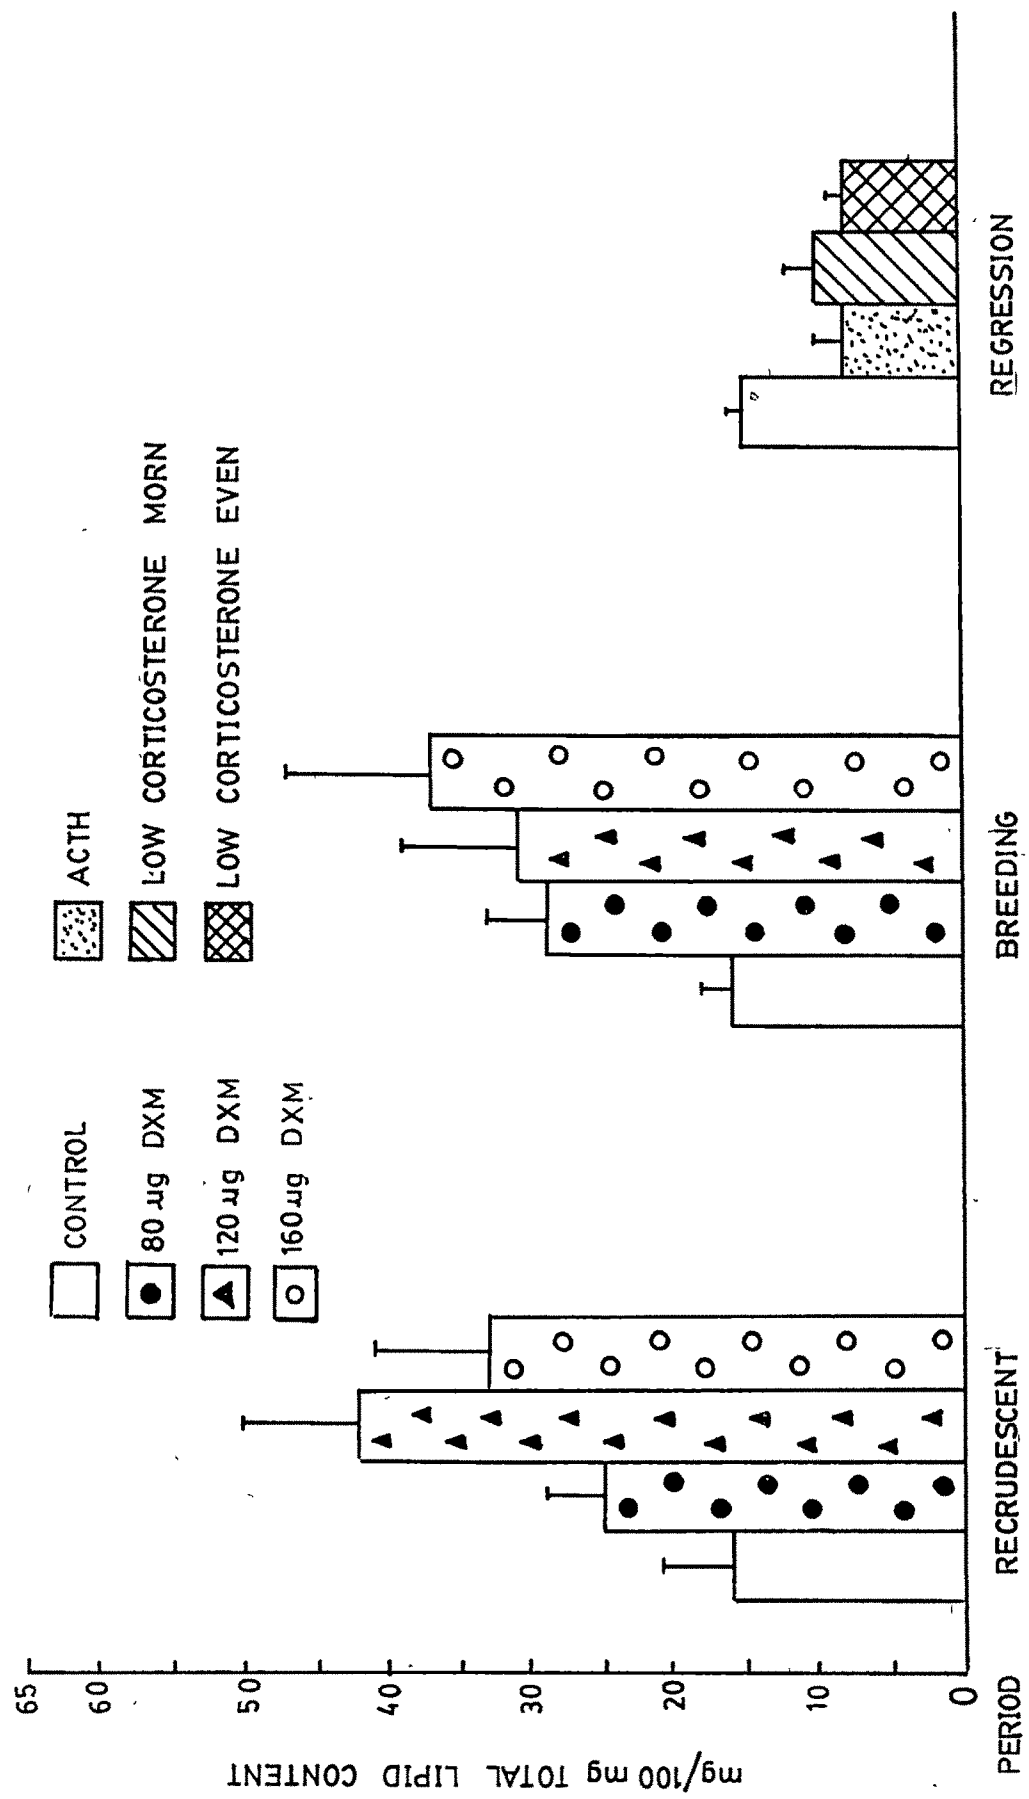 mg/100 mg TOTAL LIPID CONTENT
65
60
50
40
30
20
10
0
CONTROL
80 µg DXM
120 µg DXM
160 µg DXM
ACTH
LOW CORTICOSTERONE MORN
LOW CORTICOSTERONE EVEN
PERIOD RECRUDESCENT BREEDING REGRESSION